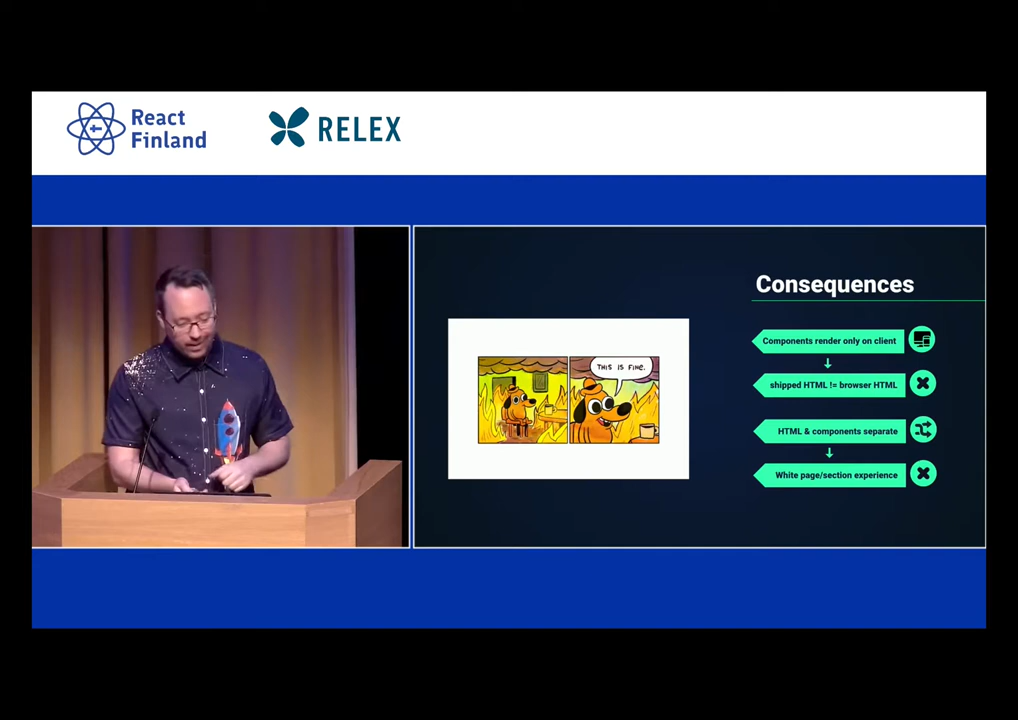 React
Finland
RELEX
Consequences
THIS IS FINE.
Components render only on client
shipped HTML != browser HTML
HTML & components separate
White page/section experience